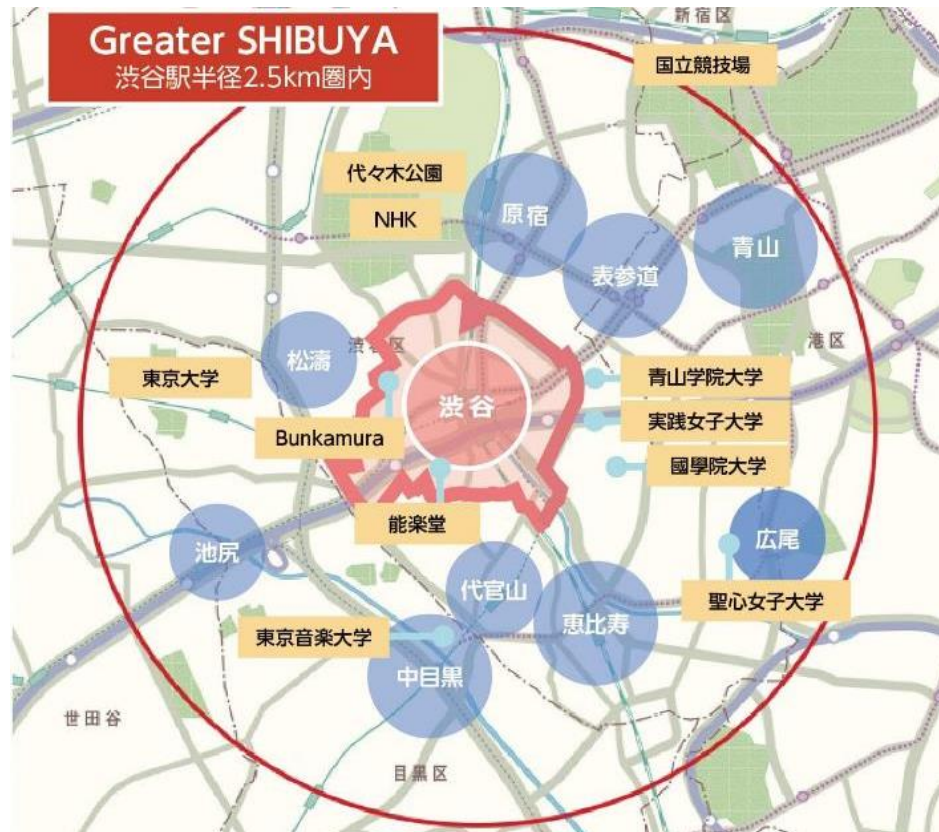 Greater SHIBUYA
渋谷駅半径2.5km圏内
新宿区
国立競技場
代々木公園
NHK
原宿
表参道
青山
港区
松濤
渋谷区
東京大学
渋谷
青山学院大学
Bunkamura
実践女子大学
國學院大学
能楽堂
池尻
広尾
代官山
聖心女子大学
恵比寿
東京音楽大学
中目黒
世田谷
目黒区